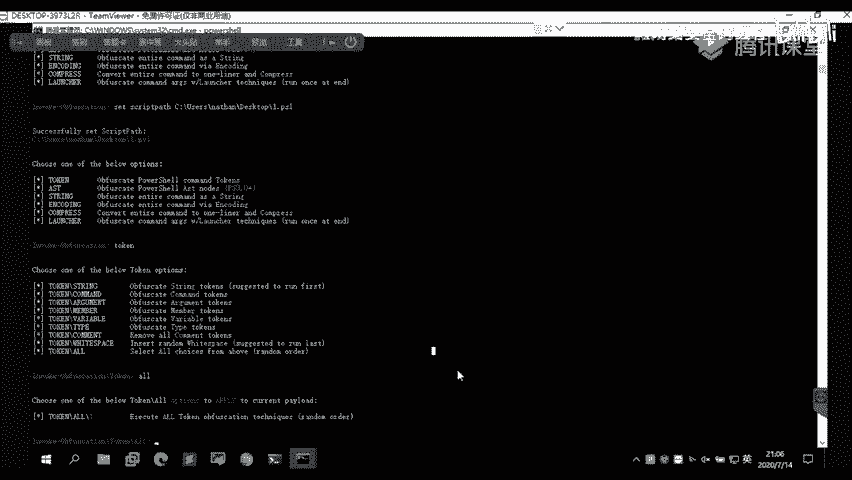 DESKTOP-3973L2R - TeamViewer - 免费许可证(仅非商业用途)
C:\WINDOWS\system32\cmd.exe - powershell
腾讯课堂
[*] STRING Obfuscate entire command as a String
[*] ENCODING Obfuscate entire command via Encoding
[*] COMPRESS Convert entire command to one-liner and Compress
[*] LAUNCHER Obfuscate command args w/Launcher techniques (run once at end)
Invoke-Obfuscation> set scriptpath C:\Users\nathan\Desktop\1.ps1
Successfully set ScriptPath:
C:\Users\nathan\Desktop\1.ps1
Choose one of the below options:
[*] TOKEN Obfuscate PowerShell command Tokens
[*] AST Obfuscate PowerShell Ast nodes (PS3.0+)
[*] STRING Obfuscate entire command as a String
[*] ENCODING Obfuscate entire command via Encoding
[*] COMPRESS Convert entire command to one-liner and Compress
[*] LAUNCHER Obfuscate command args w/Launcher techniques (run once at end)
Invoke-Obfuscation> token
Choose one of the below Token options:
[*] TOKEN\STRING Obfuscate String tokens (suggested to run first)
[*] TOKEN\COMMAND Obfuscate Command tokens
[*] TOKEN\ARGUMENT Obfuscate Argument tokens
[*] TOKEN\MEMBER Obfuscate Member tokens
[*] TOKEN\VARIABLE Obfuscate Variable tokens
[*] TOKEN\TYPE Obfuscate Type tokens
[*] TOKEN\COMMENT Remove all Comment tokens
[*] TOKEN\WHITESPACE Insert random Whitespace (suggested to run last)
[*] TOKEN\ALL Select All choices from above (random order)
Invoke-Obfuscation\Token> all
Choose one of the below Token\All options to APPLY to current payload:
[*] TOKEN\ALL\1 Execute ALL Token obfuscation techniques (random order)
Invoke-Obfuscation\Token\All>
英
21:06
2020/7/14